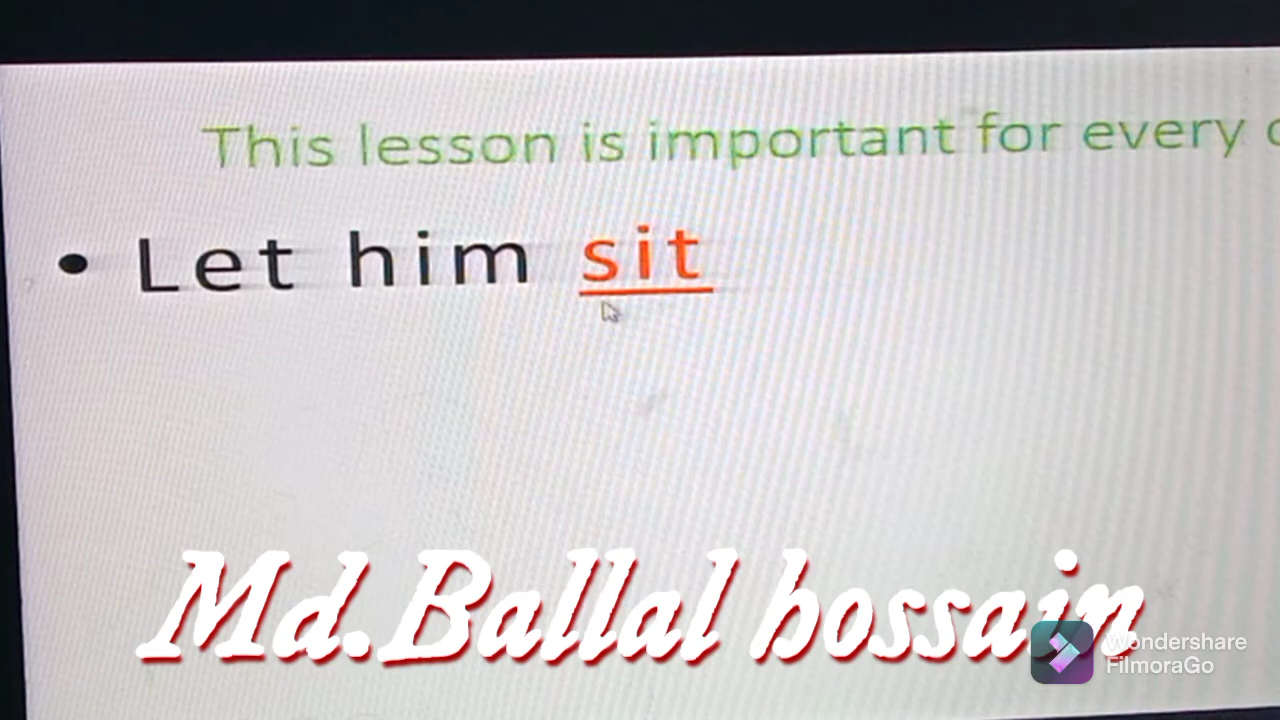 This lesson is important for every
• Let him sit
Md.Ballal hossain
Wondershare
FilmoraGo